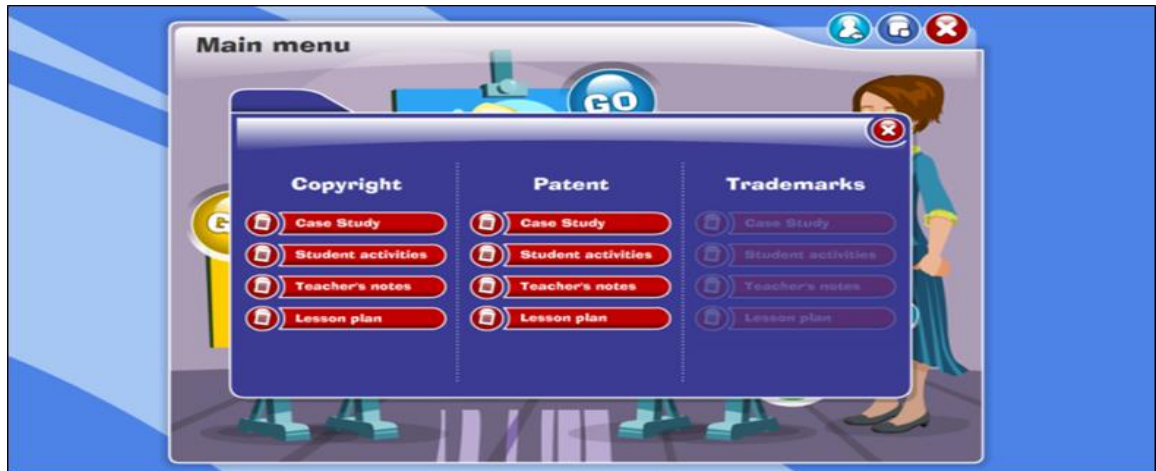 Main menu
GO
G
Copyright
Case Study
Student activities
Teacher's notes
Lesson plan
Patent
Case Study
Student activities
Teacher's notes
Lesson plan
Trademarks
Case Study
Student activities
Teacher's notes
Lesson plan